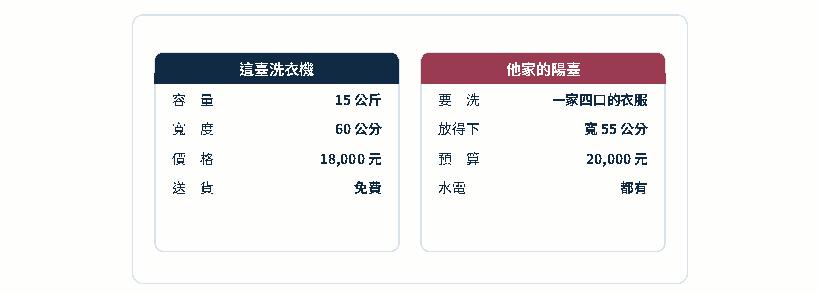 這臺洗衣機
容量 15 公斤
寬度 60 公分
價格 18,000 元
送貨 免費
他家的陽臺
要洗 一家四口的衣服
放得下 寬 55 公分
預算 20,000 元
水電 都有